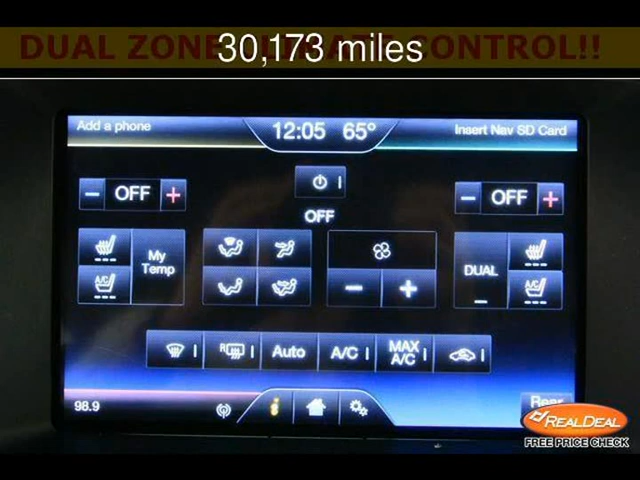 DUAL ZONE CLIMATE CONTROL!!
30,173 miles
Add a phone
12:05 65°
Insert Nav SD Card
− OFF +
OFF
− OFF +
My Temp
A/C
− +
DUAL
A/C
R
Auto
A/C
MAX A/C
98.9
i
Rear
REALDEAL
FREE PRICE CHECK